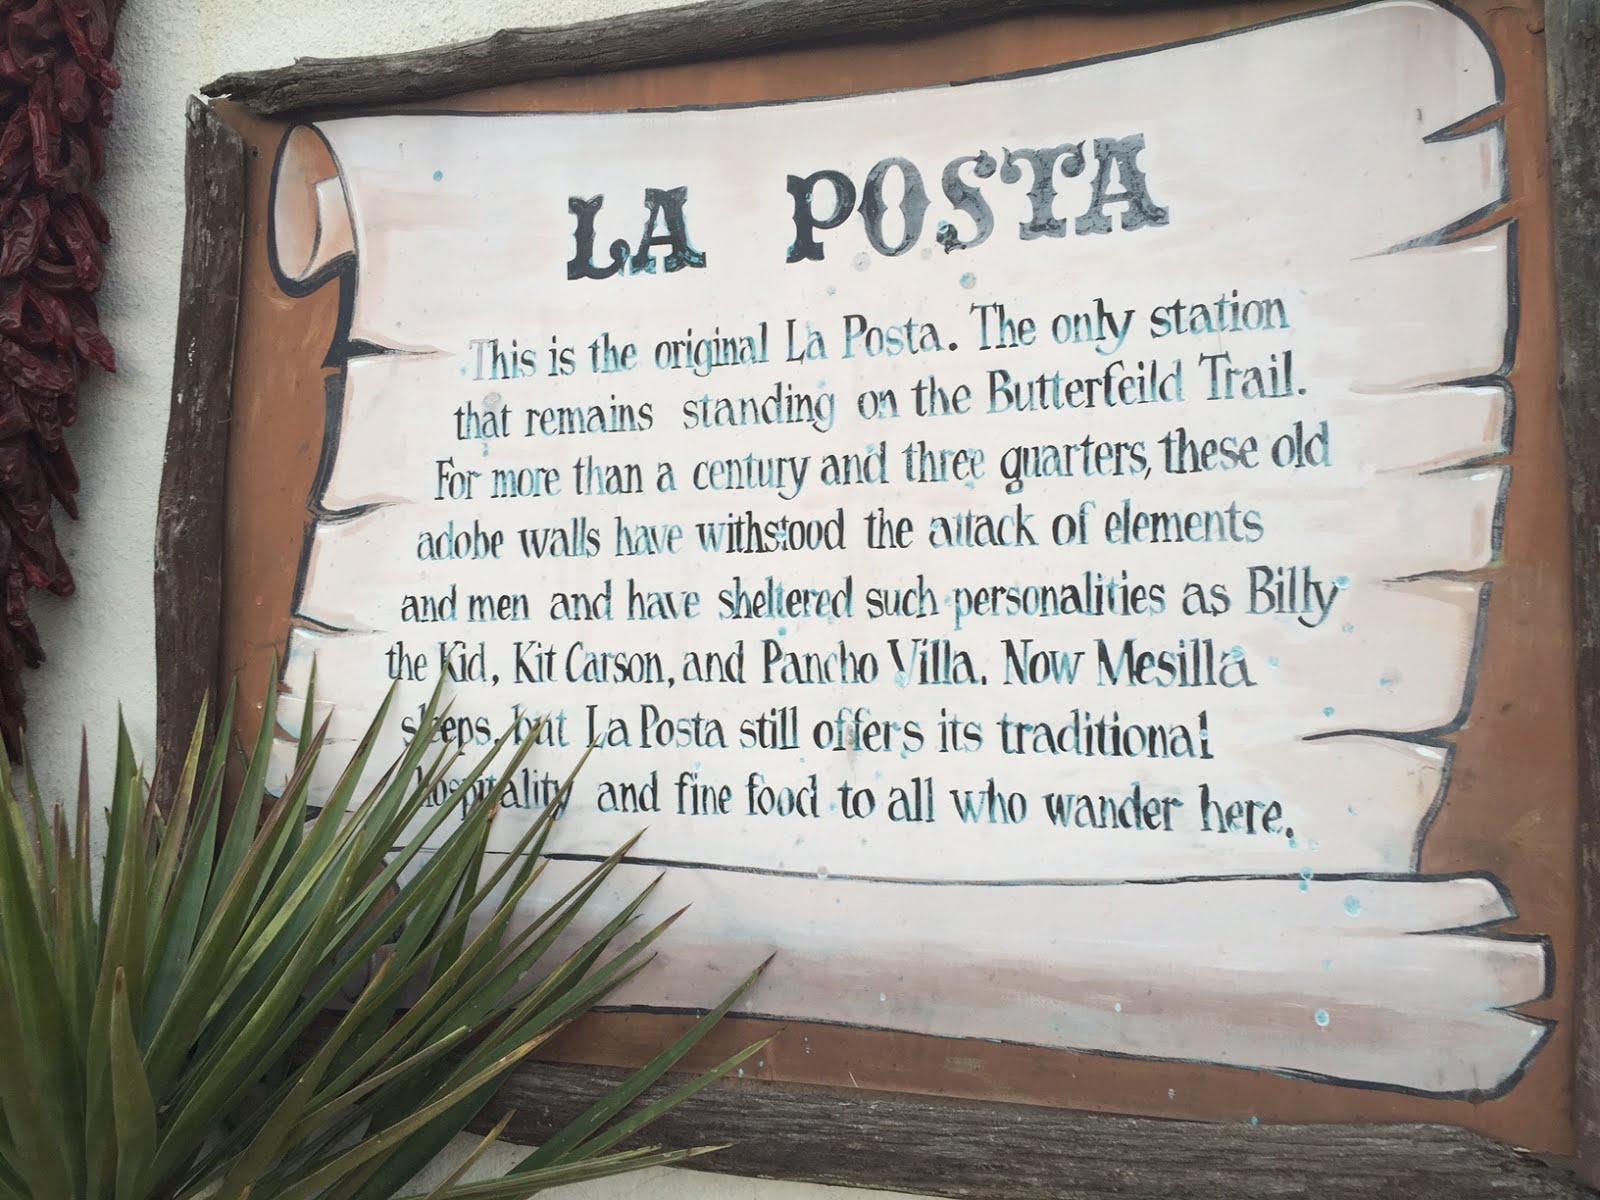 LA POSTA
This is the original La Posta. The only station
that remains standing on the Butterfeild Trail.
For more than a century and three quarters, these old
adobe walls have withstood the attack of elements
and men and have sheltered such personalities as Billy
the Kid, Kit Carson, and Pancho Villa. Now Mesilla
sleeps, but La Posta still offers its traditional
hospitality and fine food to all who wander here.